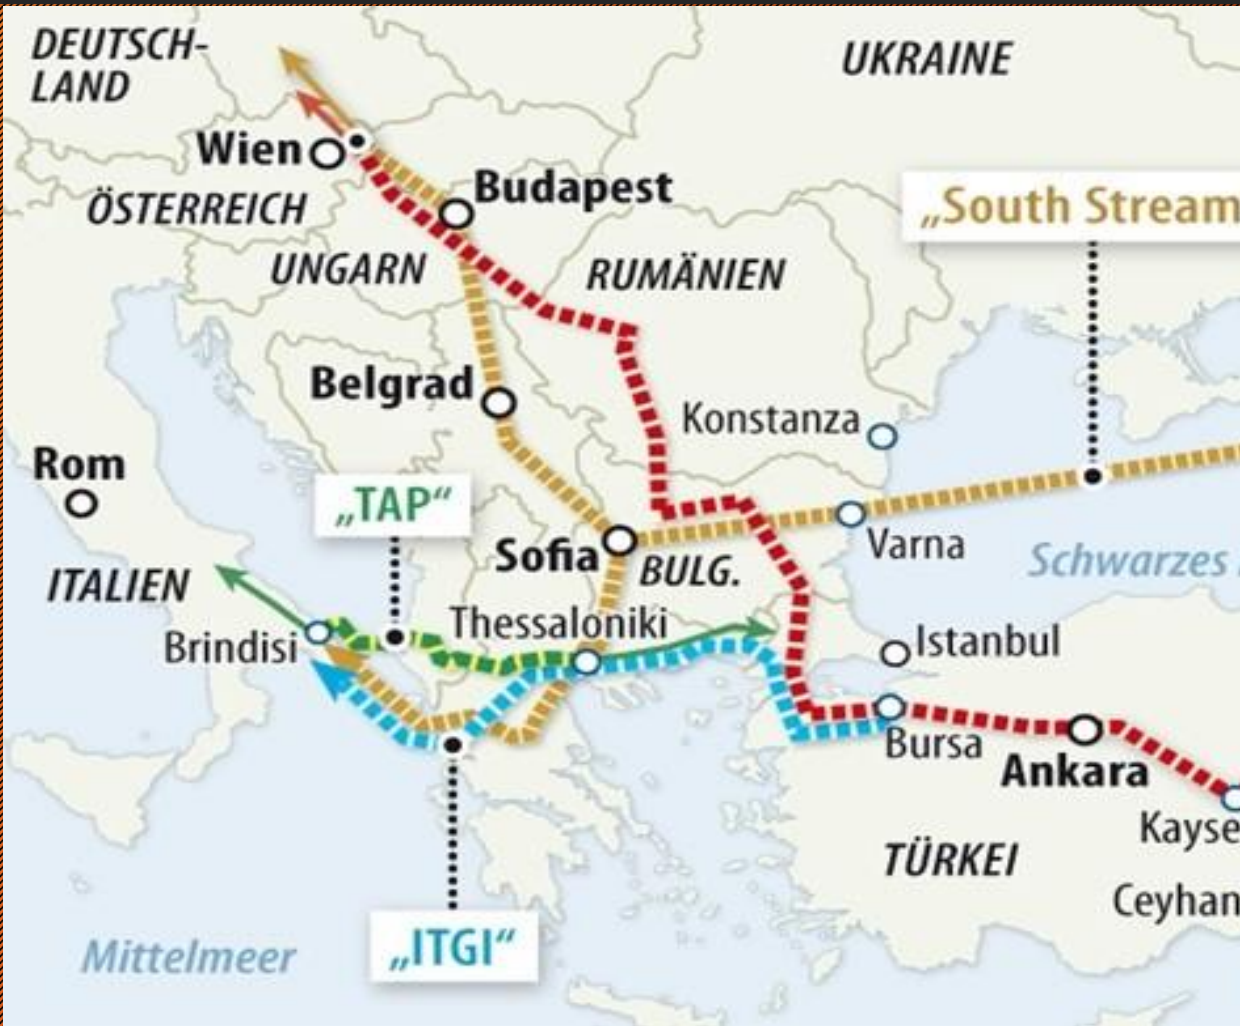 DEUTSCH-
LAND
UKRAINE
Wien
Budapest
ÖSTERREICH
„South Stream
UNGARN
RUMÄNIEN
Belgrad
Konstanza
Rom
„TAP“
Varna
Sofia
BULG.
Schwarzes
ITALIEN
Thessaloniki
Brindisi
Istanbul
Bursa
Ankara
Kayse
TÜRKEI
Ceyhan
„ITGI“
Mittelmeer